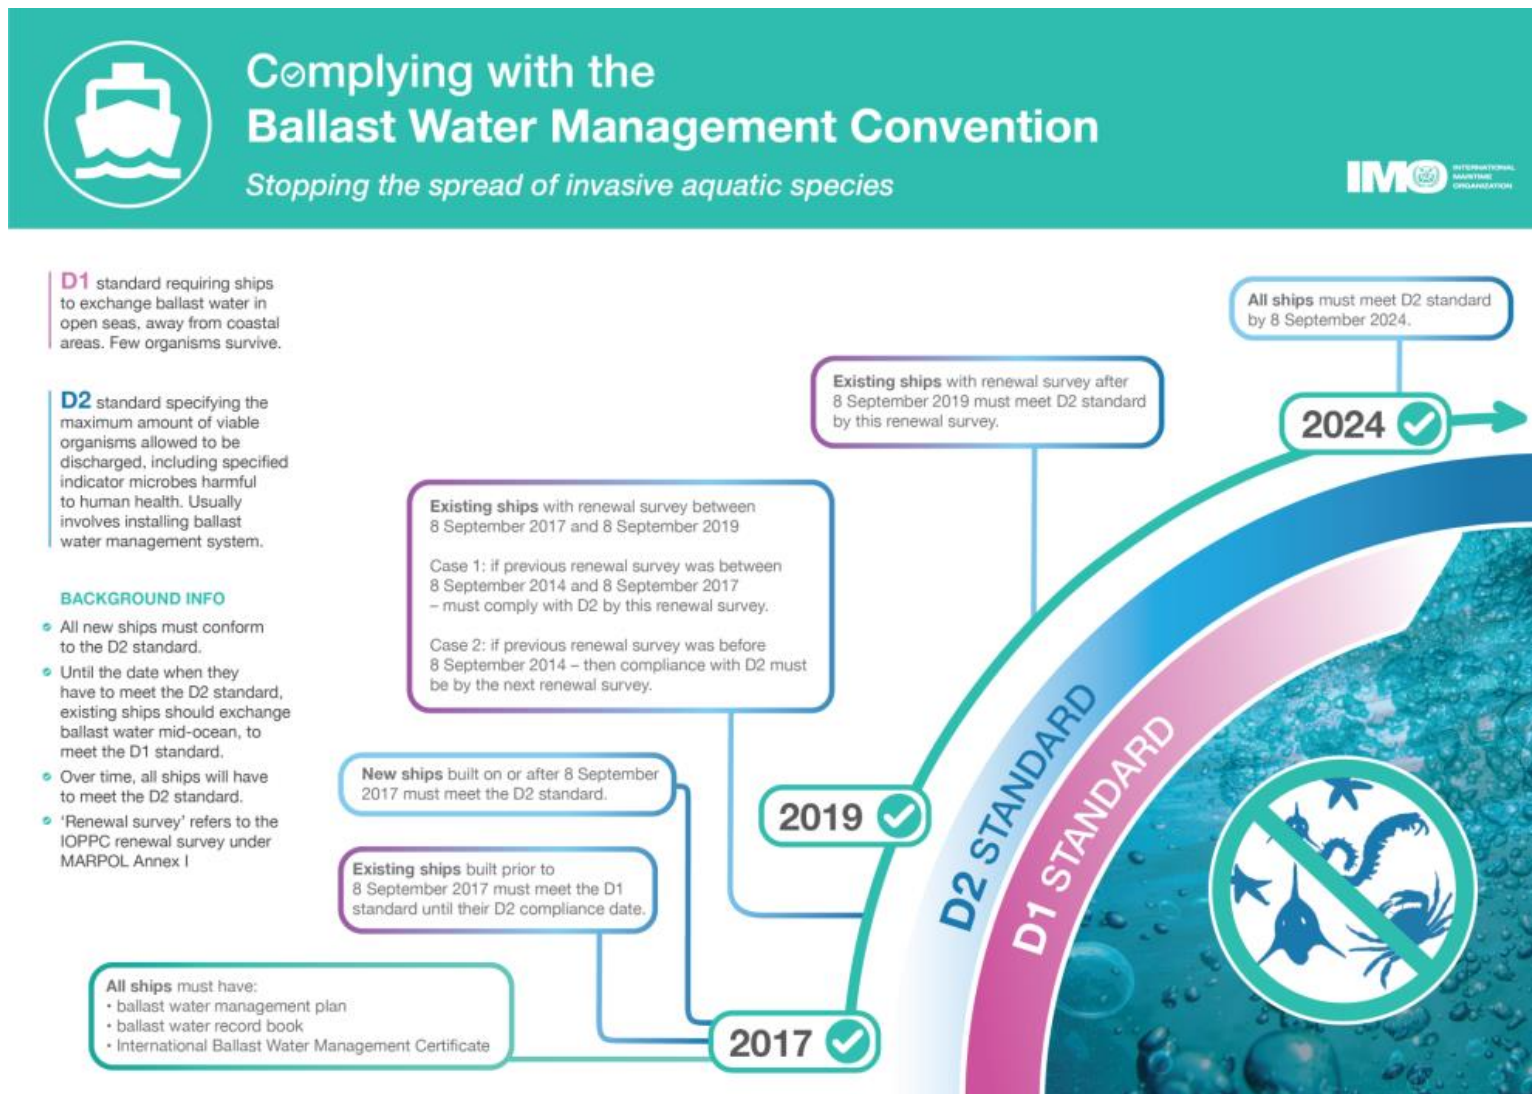 Complying with the
Ballast Water Management Convention
Stopping the spread of invasive aquatic species
IMO
INTERNATIONAL
MARITIME
ORGANIZATION
D1 standard requiring ships
to exchange ballast water in
open seas, away from coastal
areas. Few organisms survive.
D2 standard specifying the
maximum amount of viable
organisms allowed to be
discharged, including specified
indicator microbes harmful
to human health. Usually
involves installing ballast
water management system.
BACKGROUND INFO
All new ships must conform
to the D2 standard.
Until the date when they
have to meet the D2 standard,
existing ships should exchange
ballast water mid-ocean, to
meet the D1 standard.
Over time, all ships will have
to meet the D2 standard.
‘Renewal survey’ refers to the
IOPPC renewal survey under
MARPOL Annex I
All ships must meet D2 standard
by 8 September 2024.
2024
Existing ships with renewal survey after
8 September 2019 must meet D2 standard
by this renewal survey.
Existing ships with renewal survey between
8 September 2017 and 8 September 2019
Case 1: if previous renewal survey was between
8 September 2014 and 8 September 2017
– must comply with D2 by this renewal survey.
Case 2: if previous renewal survey was before
8 September 2014 – then compliance with D2 must
be by the next renewal survey.
New ships built on or after 8 September
2017 must meet the D2 standard.
2019
Existing ships built prior to
8 September 2017 must meet the D1
standard until their D2 compliance date.
All ships must have:
• ballast water management plan
• ballast water record book
• International Ballast Water Management Certificate
2017
D2 STANDARD
D1 STANDARD